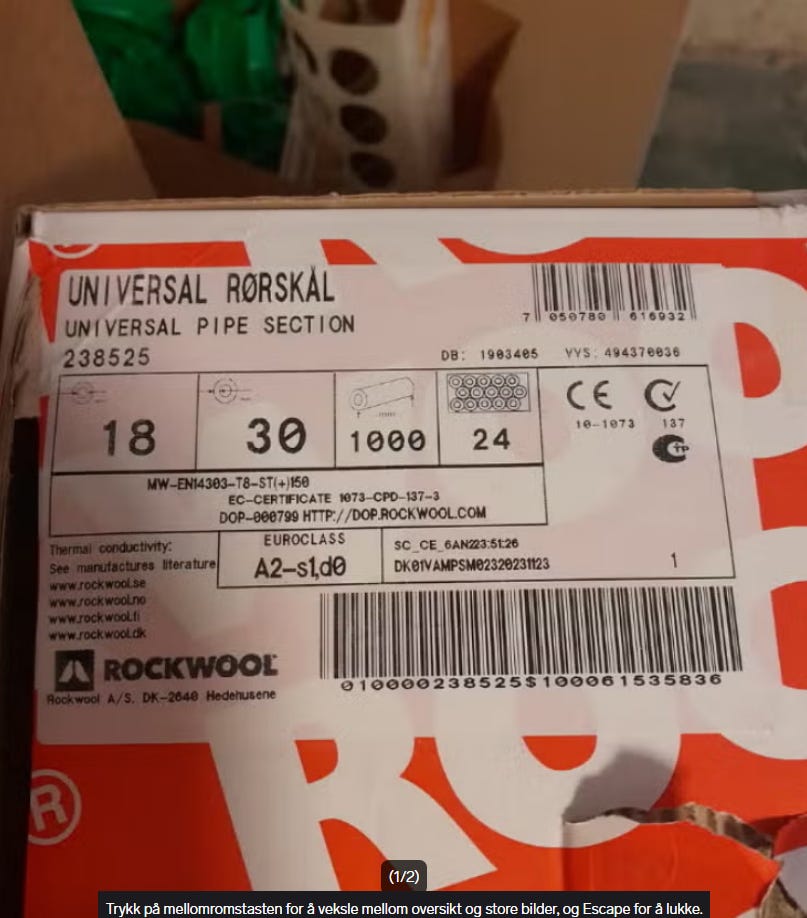 UNIVERSAL RØRSKÅL
UNIVERSAL PIPE SECTION
238525
7 050780 616932
DB: 1903405 VVS: 494370036
18 30 1000 24
mm
CE
10-1073 137
TP
MW-EN14303-T8-ST(+)150
EC-CERTIFICATE 1073-CPD-137-3
DOP-000799 HTTP://DOP.ROCKWOOL.COM
Thermal conductivity:
See manufactures literature
www.rockwool.se
www.rockwool.no
www.rockwool.fi
www.rockwool.dk
EUROCLASS
A2-s1,d0
SC_CE_6AN223:51:26
DK01VAMPSM02320231123
1
ROCKWOOL
Rockwool A/S. DK-2640 Hedehusene
010000238525$100061535836
R
ROC
(1/2)
Trykk på mellomromstasten for å veksle mellom oversikt og store bilder, og Escape for å lukke.